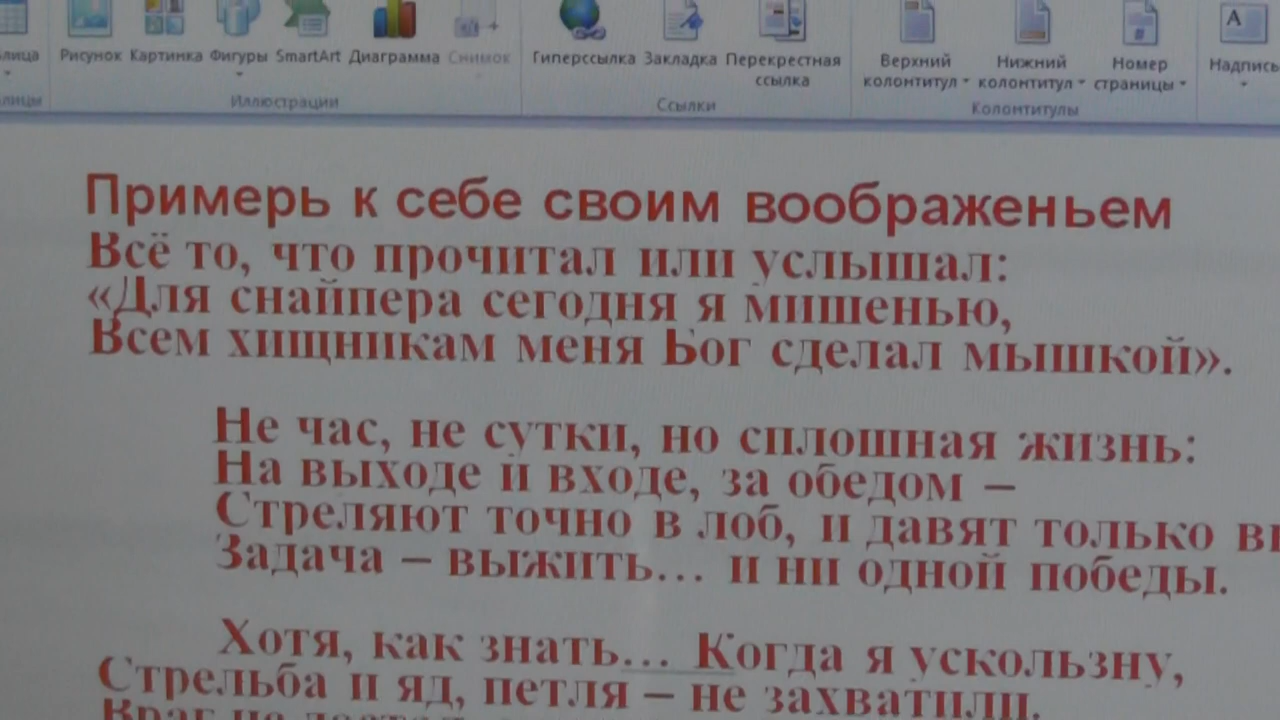 Рисунок Картинка Фигуры SmartArt Диаграмма Снимок Гиперссылка Закладка Перекрестная ссылка Верхний колонтитул Нижний колонтитул Номер страницы Надпись
Иллюстрации Ссылки Колонтитулы
Примерь к себе своим воображеньем
Всё то, что прочитал или услышал:
«Для снайпера сегодня я мишенью,
Всем хищникам меня Бог сделал мышкой».
Не час, не сутки, но сплошная жизнь:
На выходе и входе, за обедом –
Стреляют точно в лоб, и давят только
Задача – выжить... и ни одной победы.
Хотя, как знать... Когда я ускользну,
Стрельба и яд, петля – не захватили.